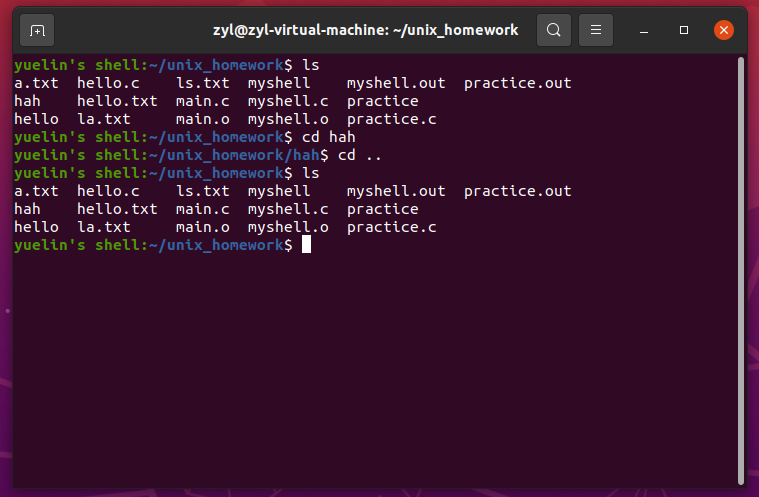 zyl@zyl-virtual-machine: ~/unix_homework
yuelin's shell:~/unix_homework$ ls
a.txt  hello.c    ls.txt  myshell    myshell.out  practice.out
hah    hello.txt  main.c  myshell.c  practice
hello  la.txt     main.o  myshell.o  practice.c
yuelin's shell:~/unix_homework$ cd hah
yuelin's shell:~/unix_homework/hah$ cd ..
yuelin's shell:~/unix_homework$ ls
a.txt  hello.c    ls.txt  myshell    myshell.out  practice.out
hah    hello.txt  main.c  myshell.c  practice
hello  la.txt     main.o  myshell.o  practice.c
yuelin's shell:~/unix_homework$